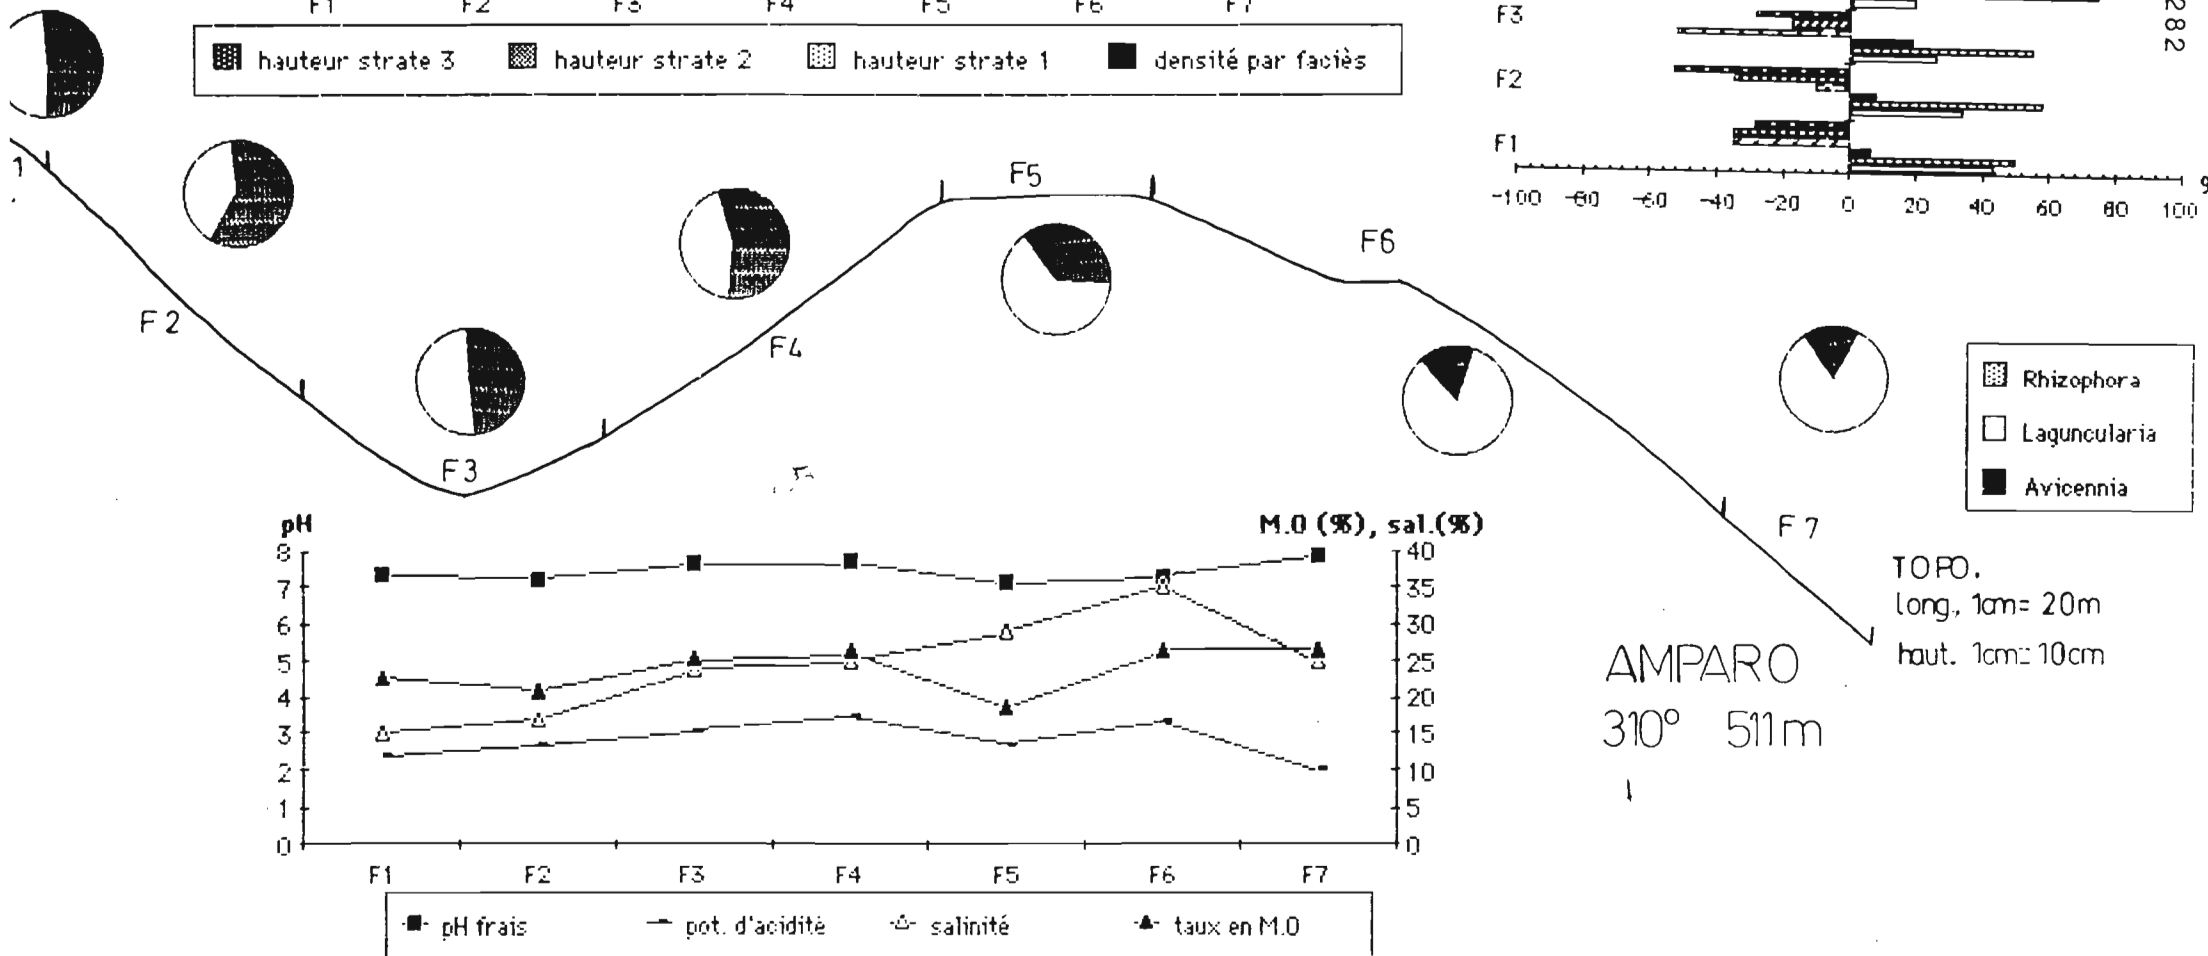 F1 F2 F3 F4 F5 F6 F7
hauteur strate 3 hauteur strate 2 hauteur strate 1 densité par faciès
F3
F2
F1
-100 -80 -60 -40 -20 0 20 40 60 80 100
282
1
F2
F3
F4
F5
F6
F7
Rhizophora
Laguncularia
Avicennia
TOPO.
long., 1cm= 20m
haut. 1cm= 10cm
AMPARO
310° 511m
pH
M.O (%), sal.(%)
8 40
7 35
6 30
5 25
4 20
3 15
2 10
1 5
0 0
F1 F2 F3 F4 F5 F6 F7
pH frais pot. d'acidité salinité taux en M.O